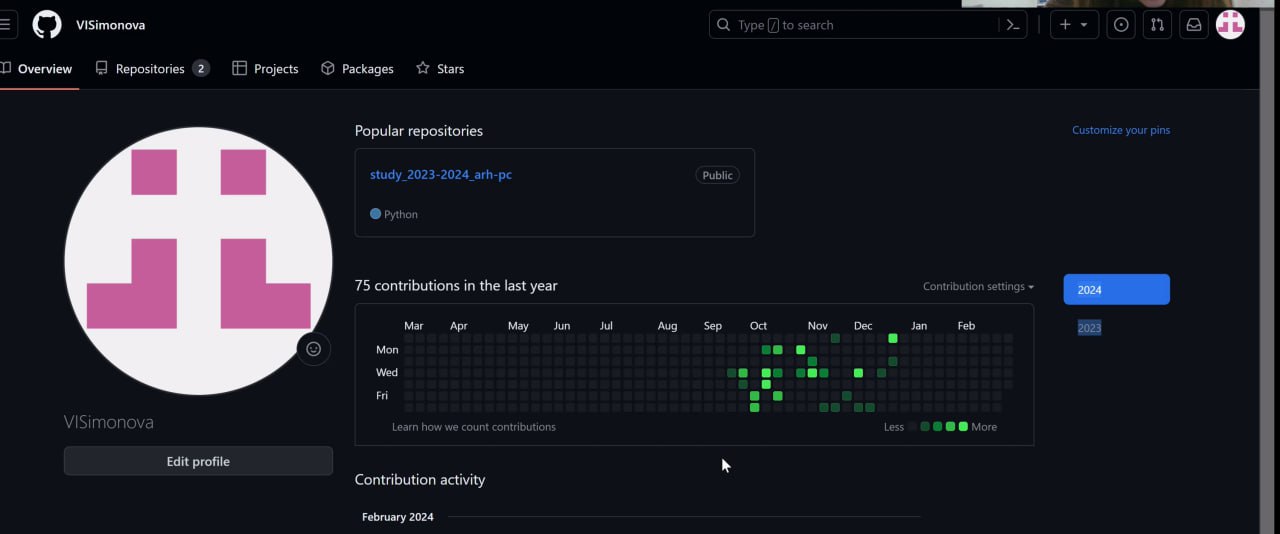 VISimonova
Type / to search
Overview
Repositories 2
Projects
Packages
Stars
Popular repositories
Customize your pins
study_2023-2024_arh-pc
Public
Python
75 contributions in the last year
Contribution settings
2024
2023
Mar Apr May Jun Jul Aug Sep Oct Nov Dec Jan Feb
Mon
Wed
Fri
Learn how we count contributions
Less More
VISimonova
Edit profile
Contribution activity
February 2024